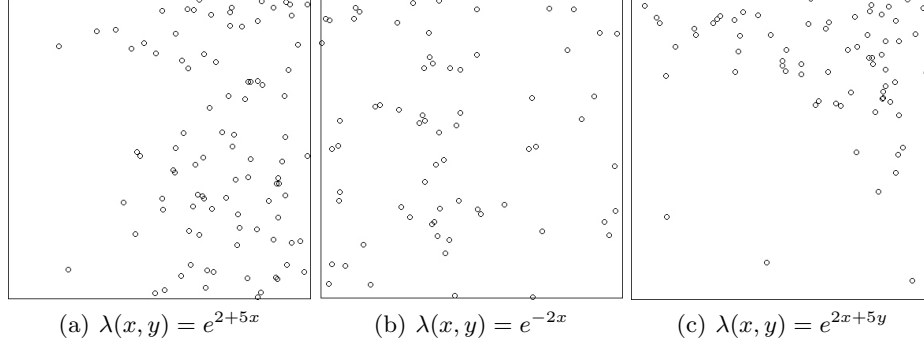 (a) λ(x, y) = e^{2+5x} (b) λ(x, y) = e^{−2x} (c) λ(x, y) = e^{2x+5y}